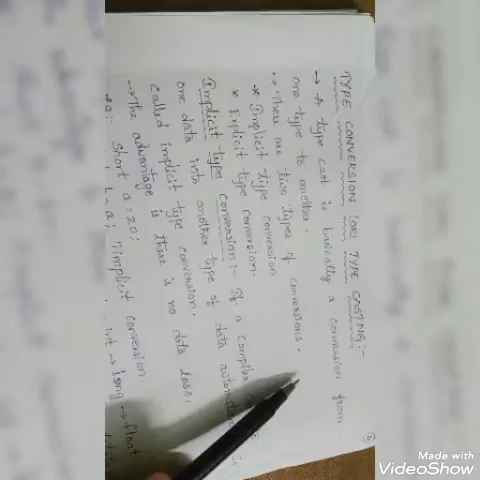 TYPE CONVERSION (OR) TYPE CASTING:-
→ A type cast is basically a conversion from
one type to another.
→ There are two types of conversions.
* Implicit type conversion
* Explicit type conversion.
Implicit type conversion:- If a compiler
one data into another type of data
called implicit type conversion.
→ The advantage is there is no data loss.
Short a=20;
a; // implicit conversion.
int → long → float
Made with
VideoShow